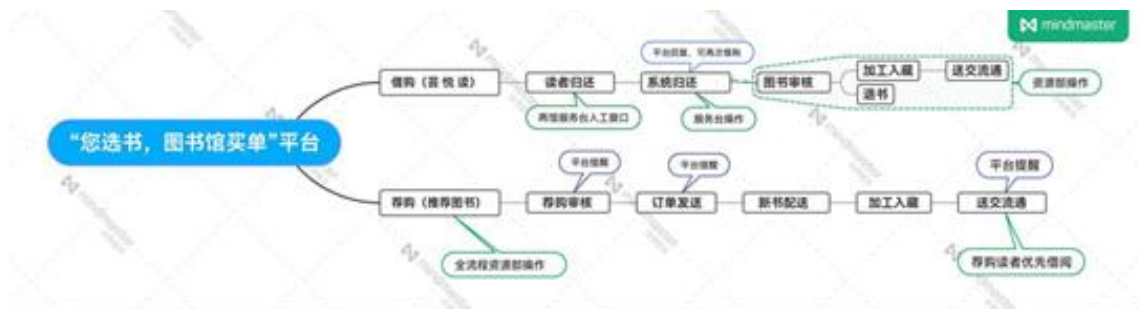 mindmaster
平台回量，可再次借购
借购（芸悦读）
读者归还
系统归还
图书审核
加工入藏
送交流通
退书
资源部操作
两馆服务台人工窗口
服务台操作
“您选书，图书馆买单”平台
平台提醒
平台提醒
平台提醒
荐购（推荐图书）
荐购审核
订单发送
新书配送
加工入藏
送交流通
全流程资源部操作
荐购读者优先借阅